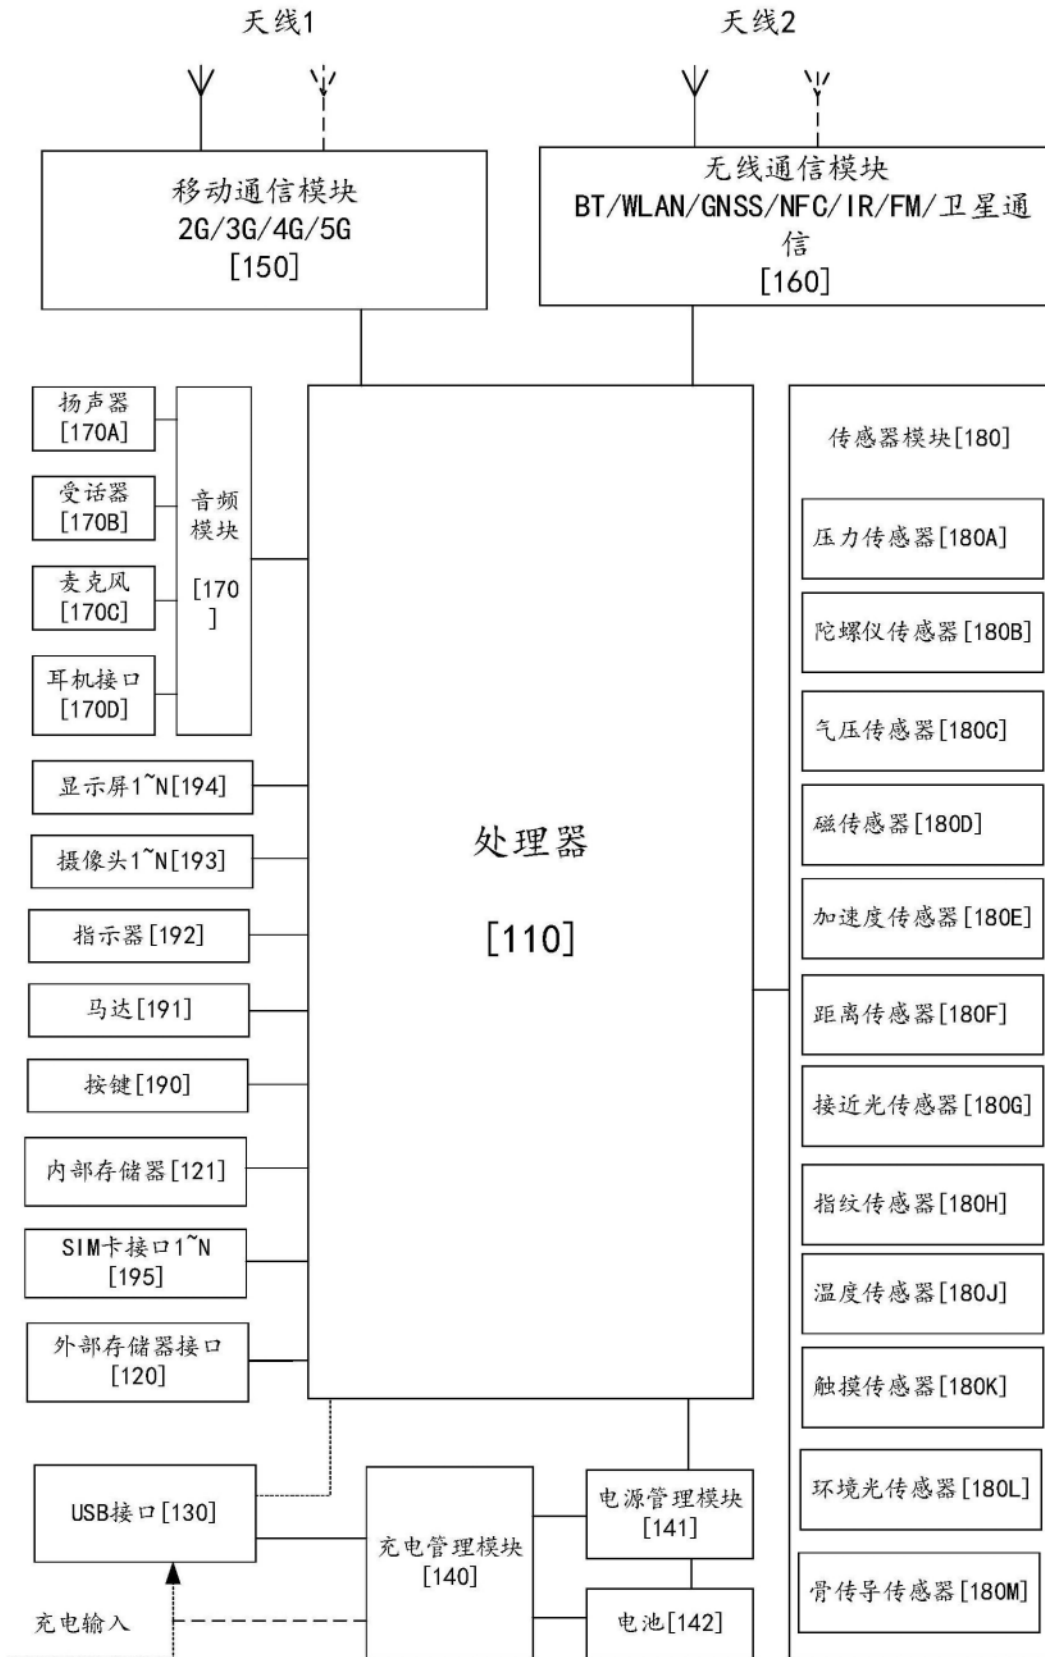 天线1
天线2
移动通信模块
2G/3G/4G/5G
[150]
无线通信模块
BT/WLAN/GNSS/NFC/IR/FM/卫星通
信
[160]
扬声器
[170A]
受话器
[170B]
麦克风
[170C]
耳机接口
[170D]
音频
模块
[170
]
显示屏1~N[194]
摄像头1~N[193]
指示器[192]
马达[191]
按键[190]
内部存储器[121]
SIM卡接口1~N
[195]
外部存储器接口
[120]
处理器
[110]
传感器模块[180]
压力传感器[180A]
陀螺仪传感器[180B]
气压传感器[180C]
磁传感器[180D]
加速度传感器[180E]
距离传感器[180F]
接近光传感器[180G]
指纹传感器[180H]
温度传感器[180J]
触摸传感器[180K]
环境光传感器[180L]
骨传导传感器[180M]
USB接口[130]
充电输入
充电管理模块
[140]
电源管理模块
[141]
电池[142]